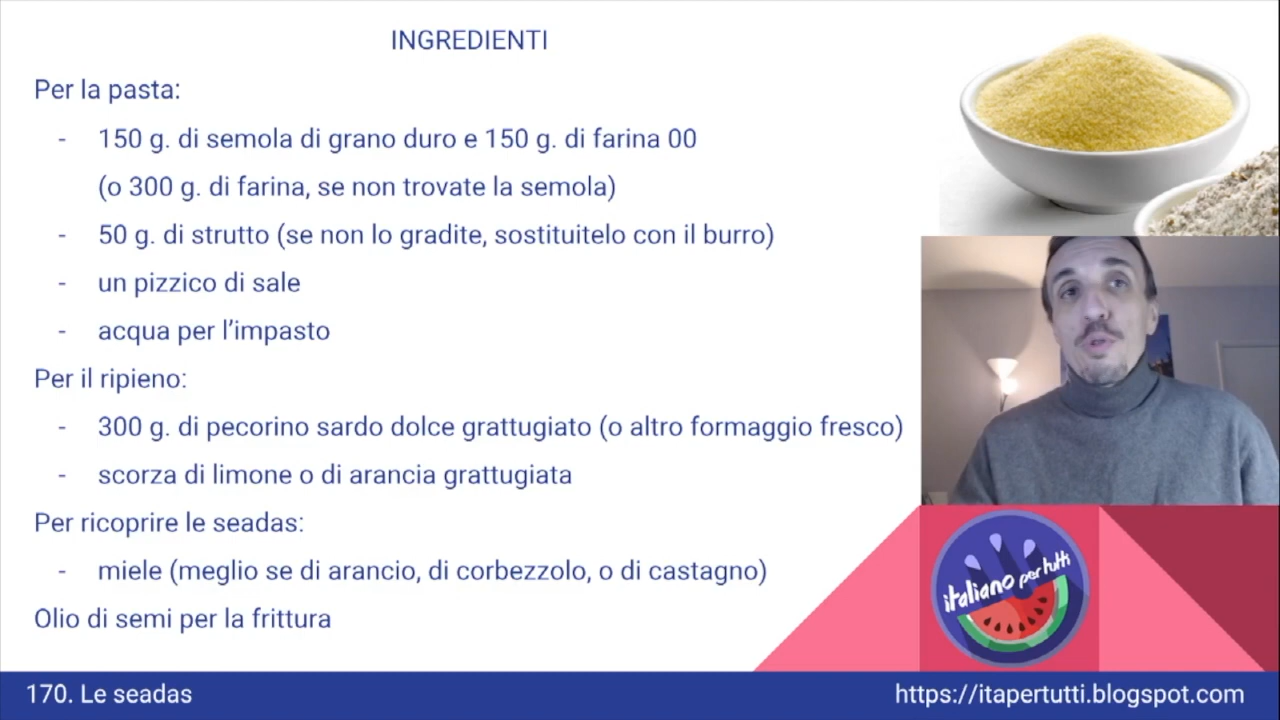 INGREDIENTI
Per la pasta:
- 150 g. di semola di grano duro e 150 g. di farina 00
(o 300 g. di farina, se non trovate la semola)
- 50 g. di strutto (se non lo gradite, sostituitelo con il burro)
- un pizzico di sale
- acqua per l’impasto
Per il ripieno:
- 300 g. di pecorino sardo dolce grattugiato (o altro formaggio fresco)
- scorza di limone o di arancia grattugiata
Per ricoprire le seadas:
- miele (meglio se di arancio, di corbezzolo, o di castagno)
Olio di semi per la frittura
italiano per tutti
170. Le seadas
https://itapertutti.blogspot.com